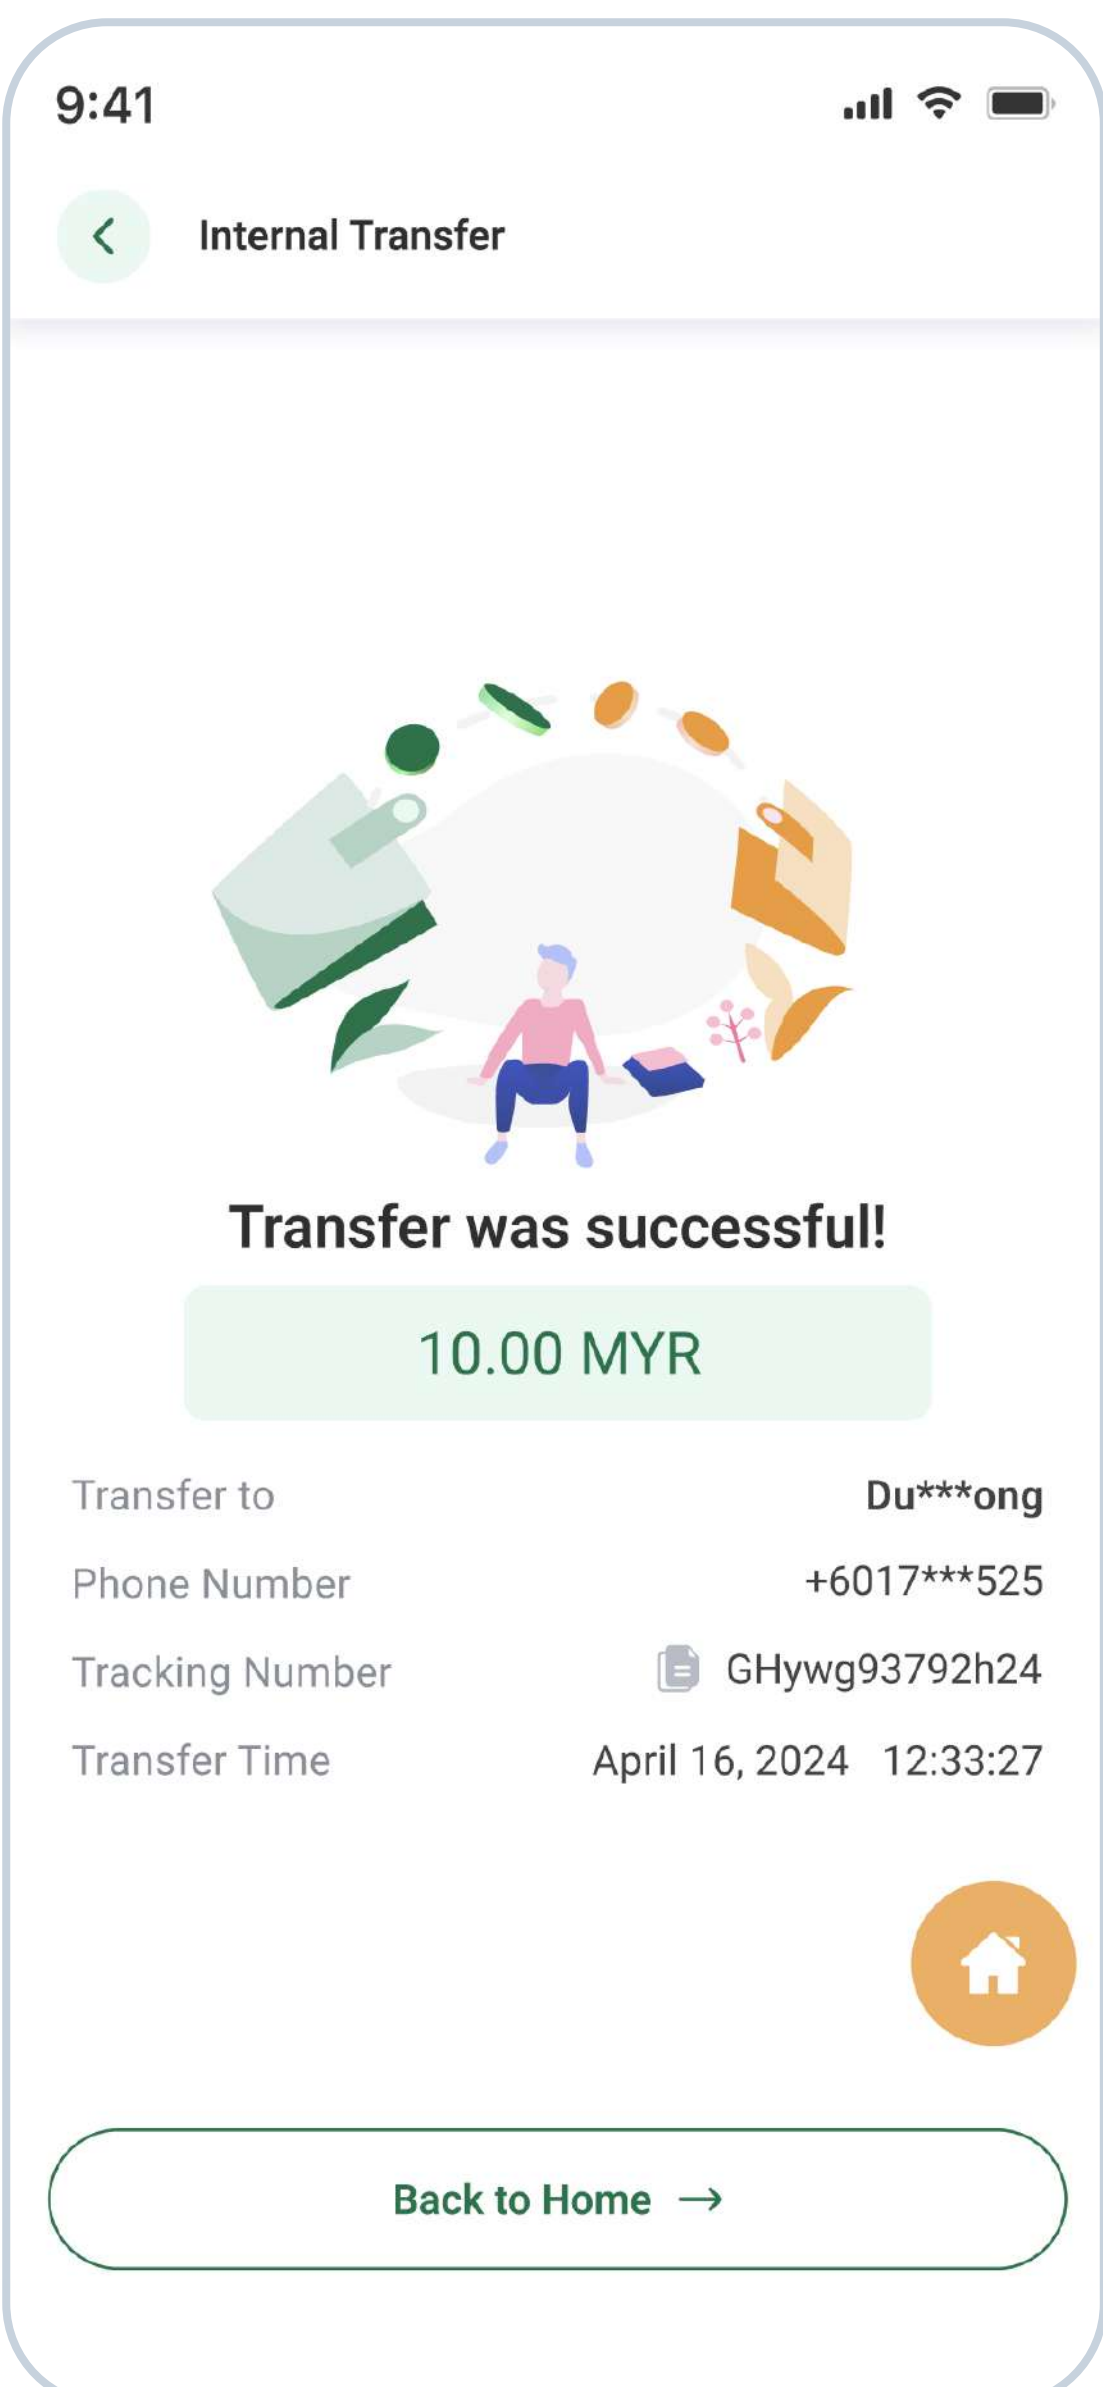 9:41
Internal Transfer
Transfer was successful!
10.00 MYR
Transfer to Du***ong
Phone Number +6017***525
Tracking Number GHywg93792h24
Transfer Time April 16, 2024 12:33:27
Back to Home →